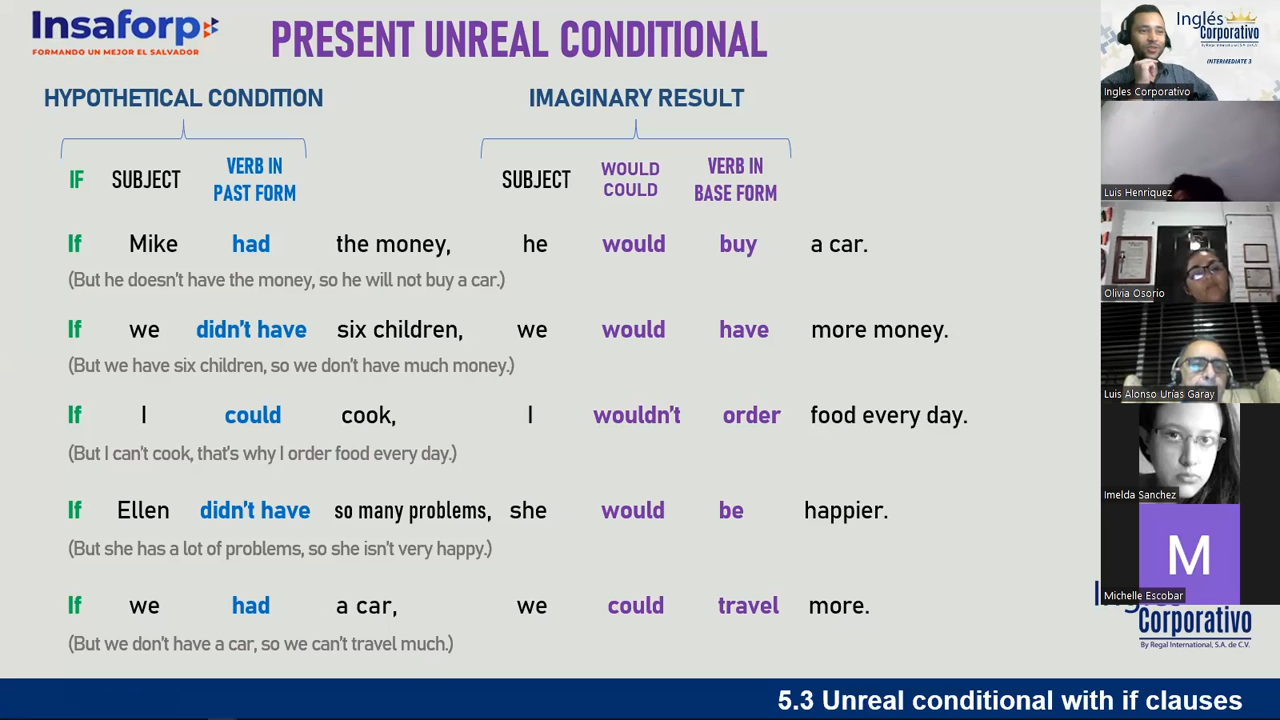 Insaforp
FORMANDO UN MEJOR EL SALVADOR
PRESENT UNREAL CONDITIONAL
HYPOTHETICAL CONDITION
IMAGINARY RESULT
IF SUBJECT VERB IN PAST FORM
SUBJECT WOULD COULD VERB IN BASE FORM
If Mike had the money, he would buy a car.
(But he doesn't have the money, so he will not buy a car.)
If we didn't have six children, we would have more money.
(But we have six children, so we don't have much money.)
If I could cook, I wouldn't order food every day.
(But I can't cook, that's why I order food every day.)
If Ellen didn't have so many problems, she would be happier.
(But she has a lot of problems, so she isn't very happy.)
If we had a car, we could travel more.
(But we don't have a car, so we can't travel much.)
5.3 Unreal conditional with if clauses
Inglés
Corporativo
By Regal International, S.A. de C.V.
INTERMEDIATE 3
Ingles Corporativo
Luis Henriquez
Olivia Osorio
Luis Alonso Urías Garay
Imelda Sanchez
M
Michelle Escobar
Inglés
Corporativo
By Regal International, S.A. de C.V.